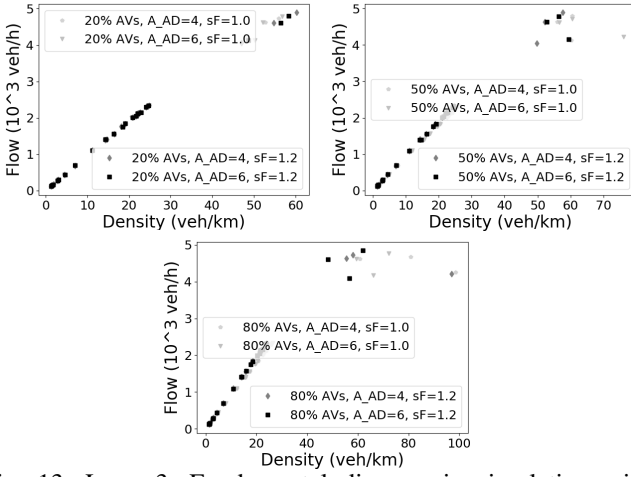 5
4
3
2
1
0
Flow (10^3 veh/h)
20% AVs, A_AD=4, sF=1.0
20% AVs, A_AD=6, sF=1.0
20% AVs, A_AD=4, sF=1.2
20% AVs, A_AD=6, sF=1.2
0 10 20 30 40 50 60
Density (veh/km)
5
4
3
2
1
0
Flow (10^3 veh/h)
50% AVs, A_AD=4, sF=1.0
50% AVs, A_AD=6, sF=1.0
50% AVs, A_AD=4, sF=1.2
50% AVs, A_AD=6, sF=1.2
0 10 20 30 40 50 60 70
Density (veh/km)
5
4
3
2
1
0
Flow (10^3 veh/h)
80% AVs, A_AD=4, sF=1.0
80% AVs, A_AD=6, sF=1.0
80% AVs, A_AD=4, sF=1.2
80% AVs, A_AD=6, sF=1.2
0 20 40 60 80 100
Density (veh/km)